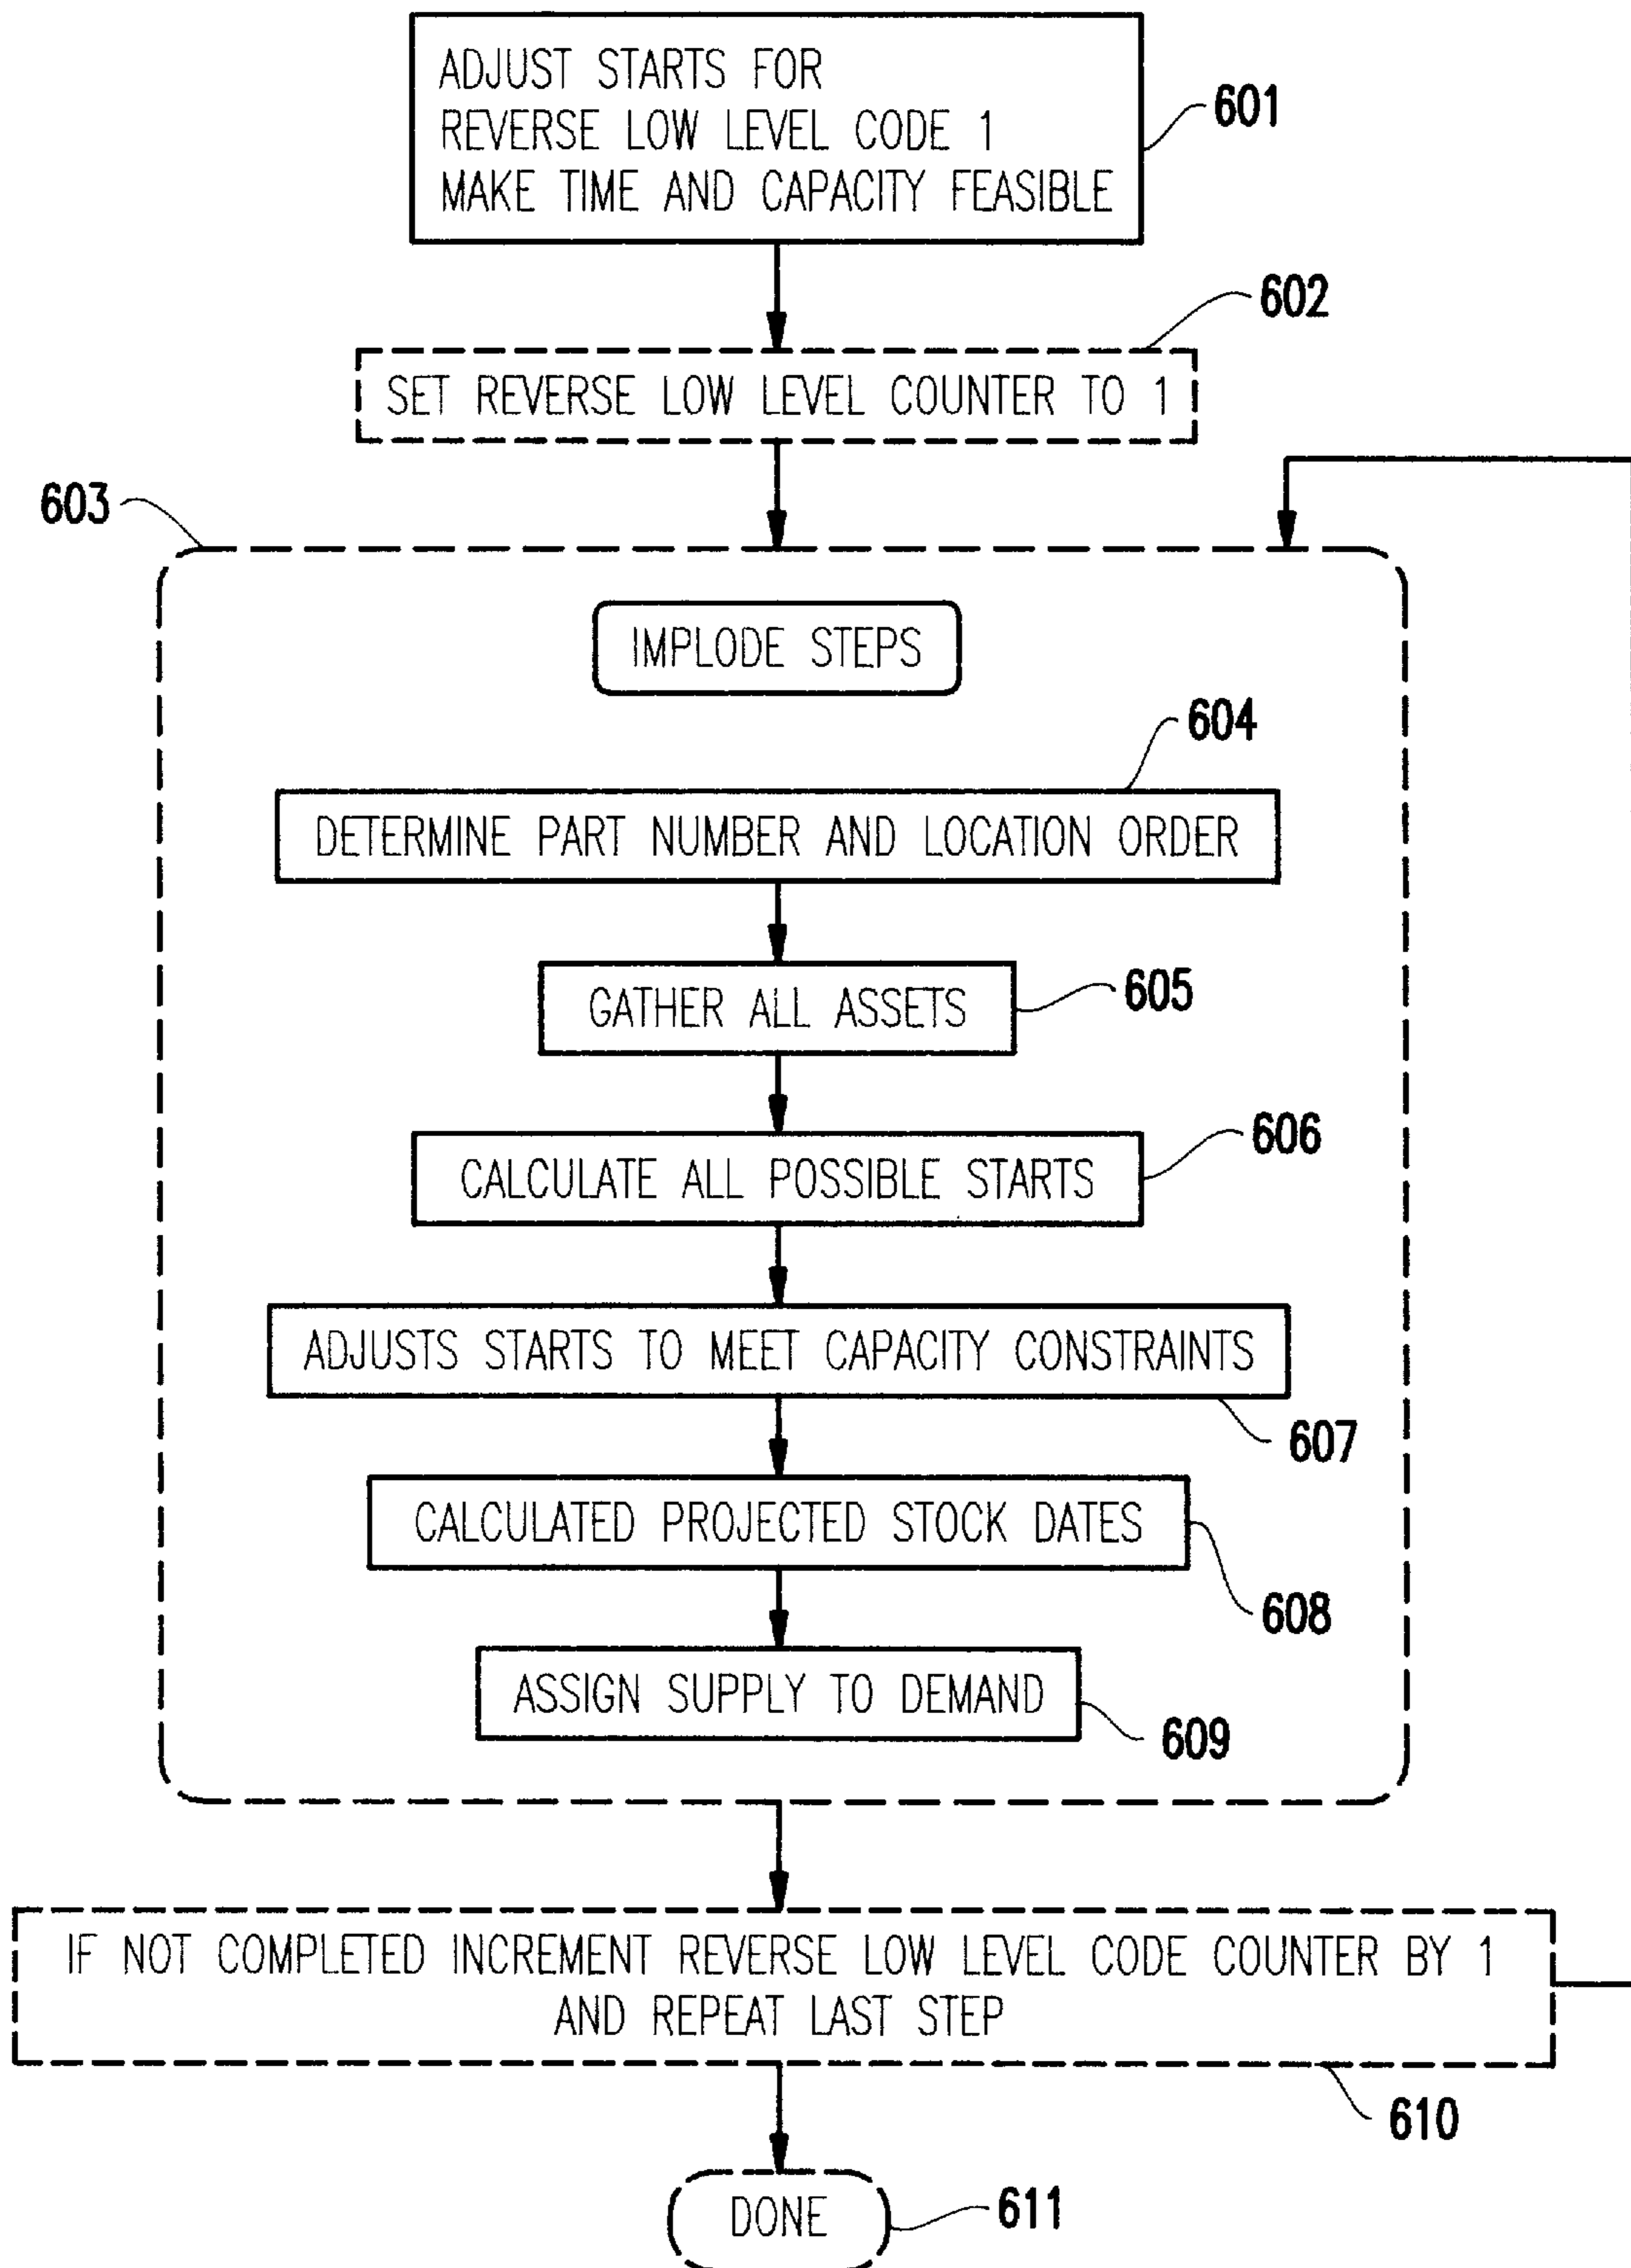 ADJUST STARTS FOR
REVERSE LOW LEVEL CODE 1
MAKE TIME AND CAPACITY FEASIBLE
601
602
SET REVERSE LOW LEVEL COUNTER TO 1
603
IMPLODE STEPS
604
DETERMINE PART NUMBER AND LOCATION ORDER
GATHER ALL ASSETS
605
CALCULATE ALL POSSIBLE STARTS
606
ADJUSTS STARTS TO MEET CAPACITY CONSTRAINTS
607
CALCULATED PROJECTED STOCK DATES
608
ASSIGN SUPPLY TO DEMAND
609
IF NOT COMPLETED INCREMENT REVERSE LOW LEVEL CODE COUNTER BY 1
AND REPEAT LAST STEP
610
DONE
611